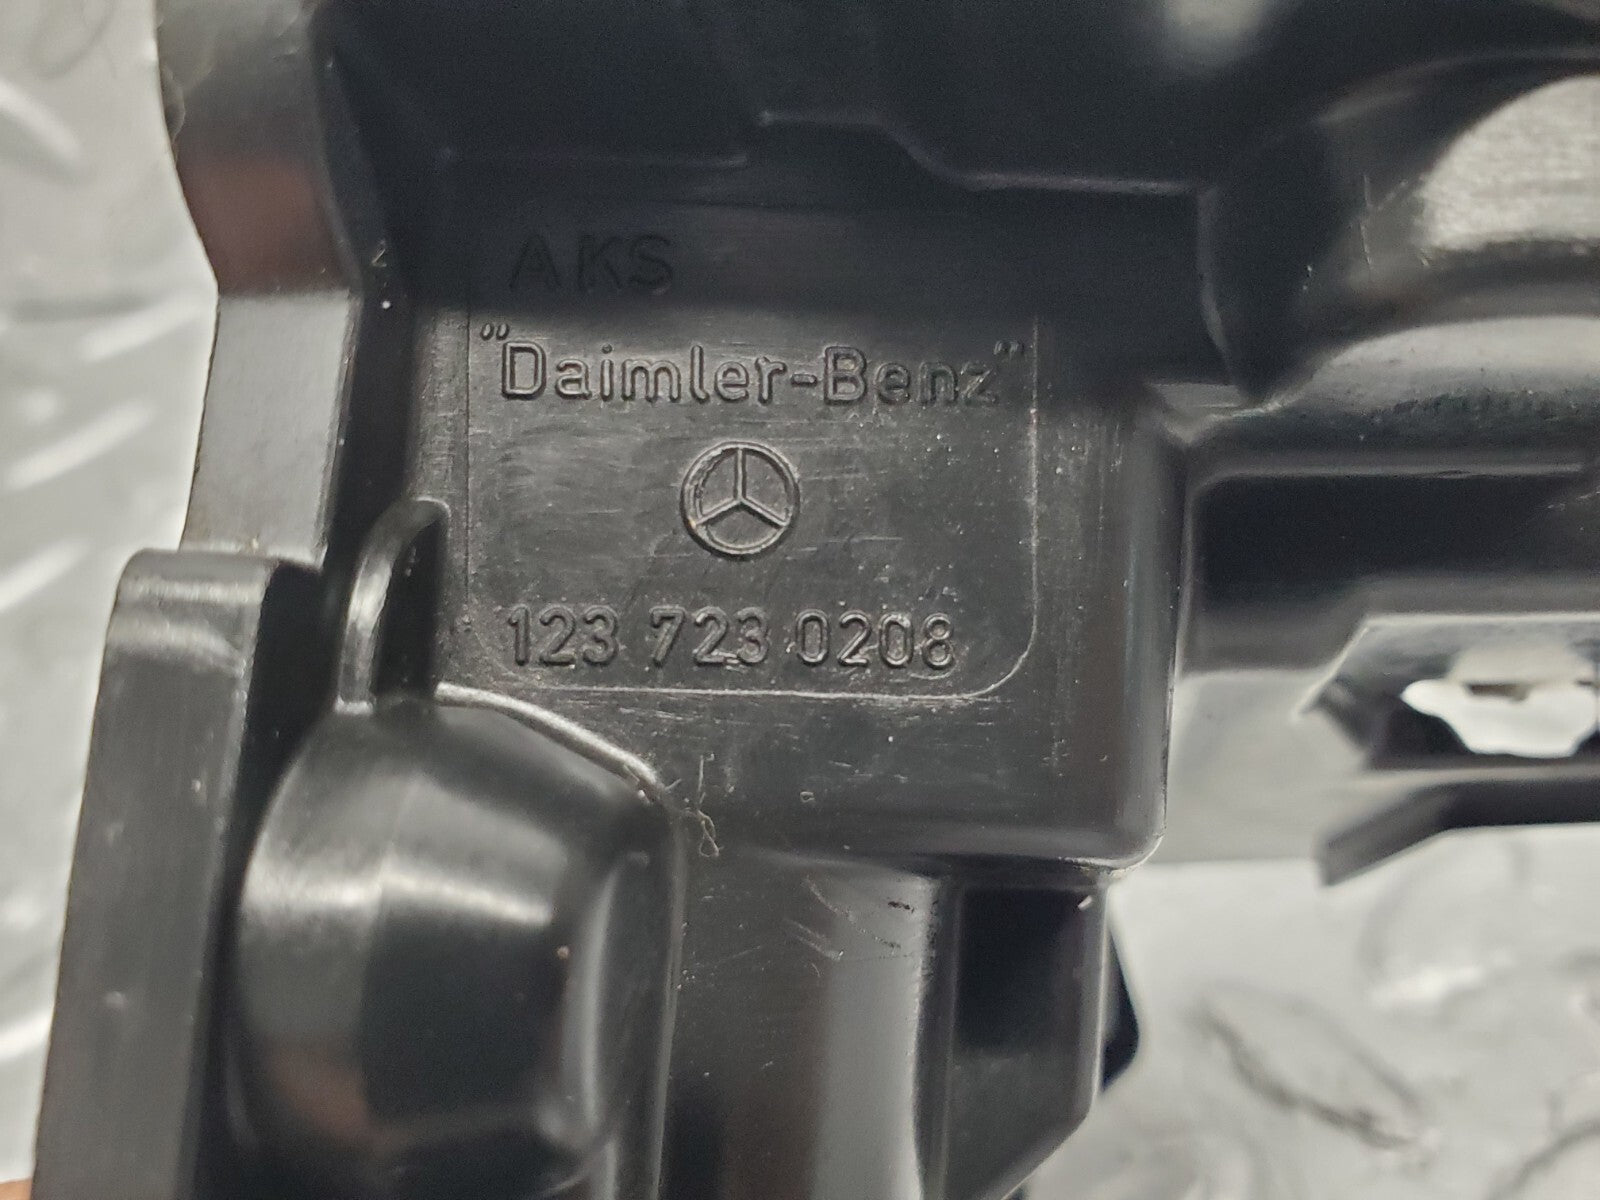 AKS
"Daimler-Benz"
123 723 0208